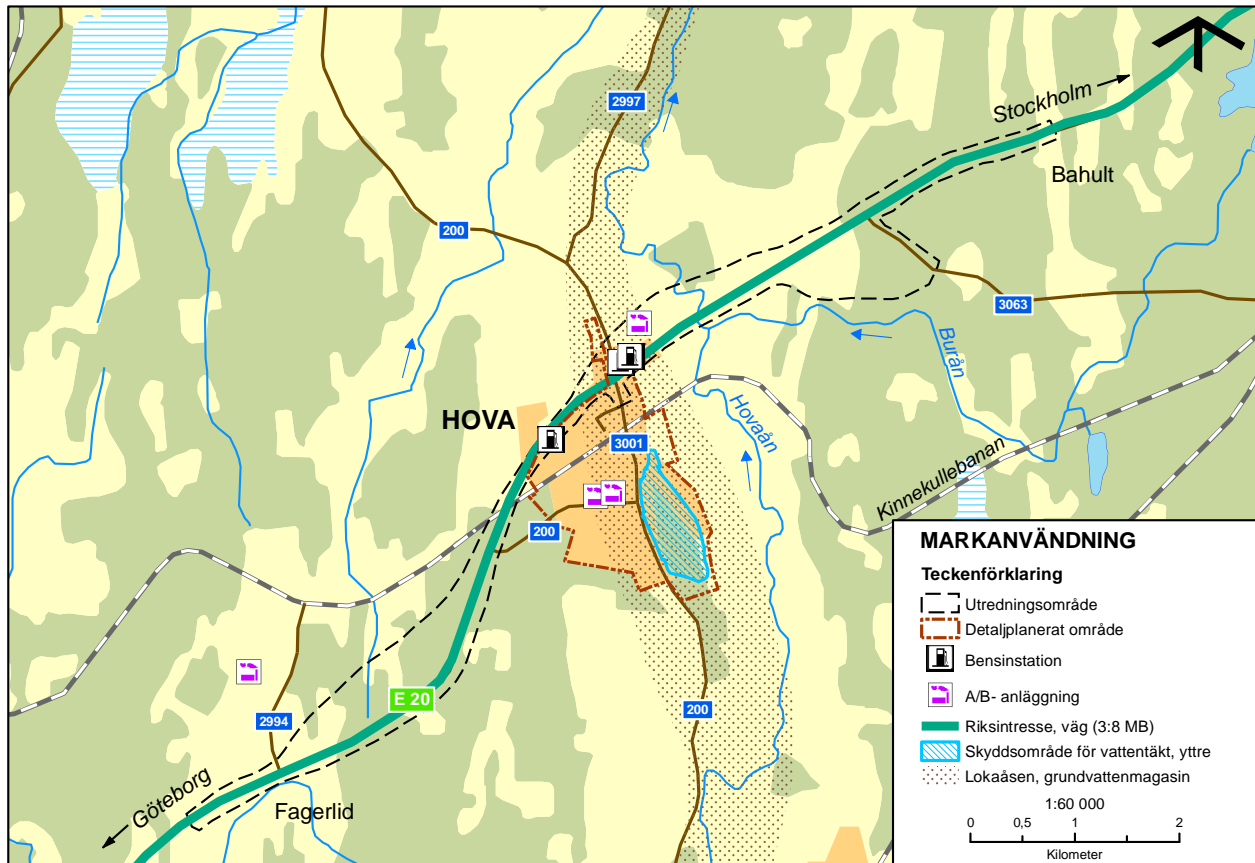 2997
Stockholm
Bahult
200
3063
Burån
HOVA
3001
Hovaån
Kinnekullebanan
200
E 20
2994
200
Göteborg
Fagerlid
MARKANVÄNDNING
Teckenförklaring
Utredningsområde
Detaljplanerat område
Bensinstation
A/B- anläggning
Riksintresse, väg (3:8 MB)
Skyddsområde för vattentäkt, yttre
Lokaåsen, grundvattenmagasin
1:60 000
0 0,5 1 2
Kilometer